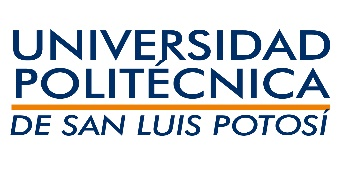 UNIVERSIDAD
POLITÉCNICA
DE SAN LUIS POTOSÍ